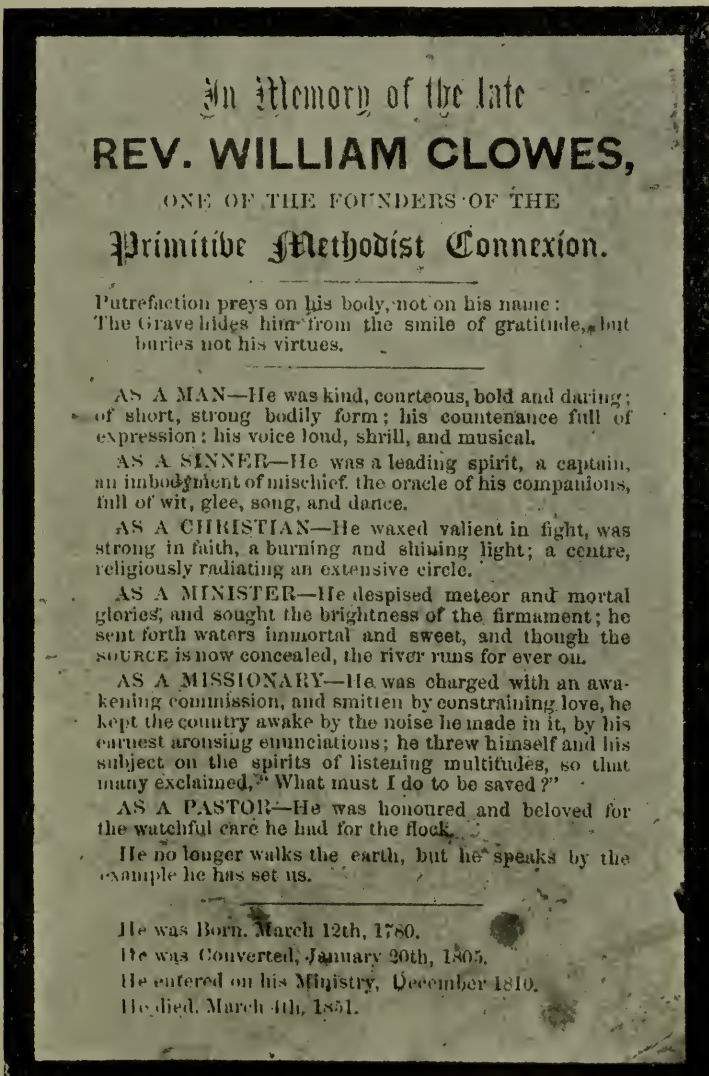 In Memory of the late
REV. WILLIAM CLOWES,
ONE OF THE FOUNDERS OF THE
Primitive Methodist Connexion.
Putrefaction preys on his body, not on his name :
The Grave hides him from the smile of gratitude, but
buries not his virtues.
AS A MAN—He was kind, courteous, bold and daring;
of short, strong bodily form; his countenance full of
expression; his voice loud, shrill, and musical.
AS A SINNER—He was a leading spirit, a captain,
an imbodyment of mischief, the oracle of his companions,
full of wit, glee, song, and dance.
AS A CHRISTIAN—He waxed valient in fight, was
strong in faith, a burning and shining light; a centre,
religiously radiating an extensive circle.
AS A MINISTER—He despised meteor and mortal
glories, and sought the brightness of the firmament; he
sent forth waters immortal and sweet, and though the
SOURCE is now concealed, the river runs for ever on.
AS A MISSIONARY—He was charged with an awa-
kening commission, and smitten by constraining love, he
kept the country awake by the noise he made in it, by his
earnest arousing enunciations; he threw himself and his
subject on the spirits of listening multitudes, so that
many exclaimed, "What must I do to be saved?"
AS A PASTOR—He was honoured and beloved for
the watchful care he had for the flock.
He no longer walks the earth, but he speaks by the
example he has set us.
He was Born, March 12th, 1780.
He was Converted, January 20th, 1805.
He entered on his Ministry, December 1810.
He died, March 4th, 1851.